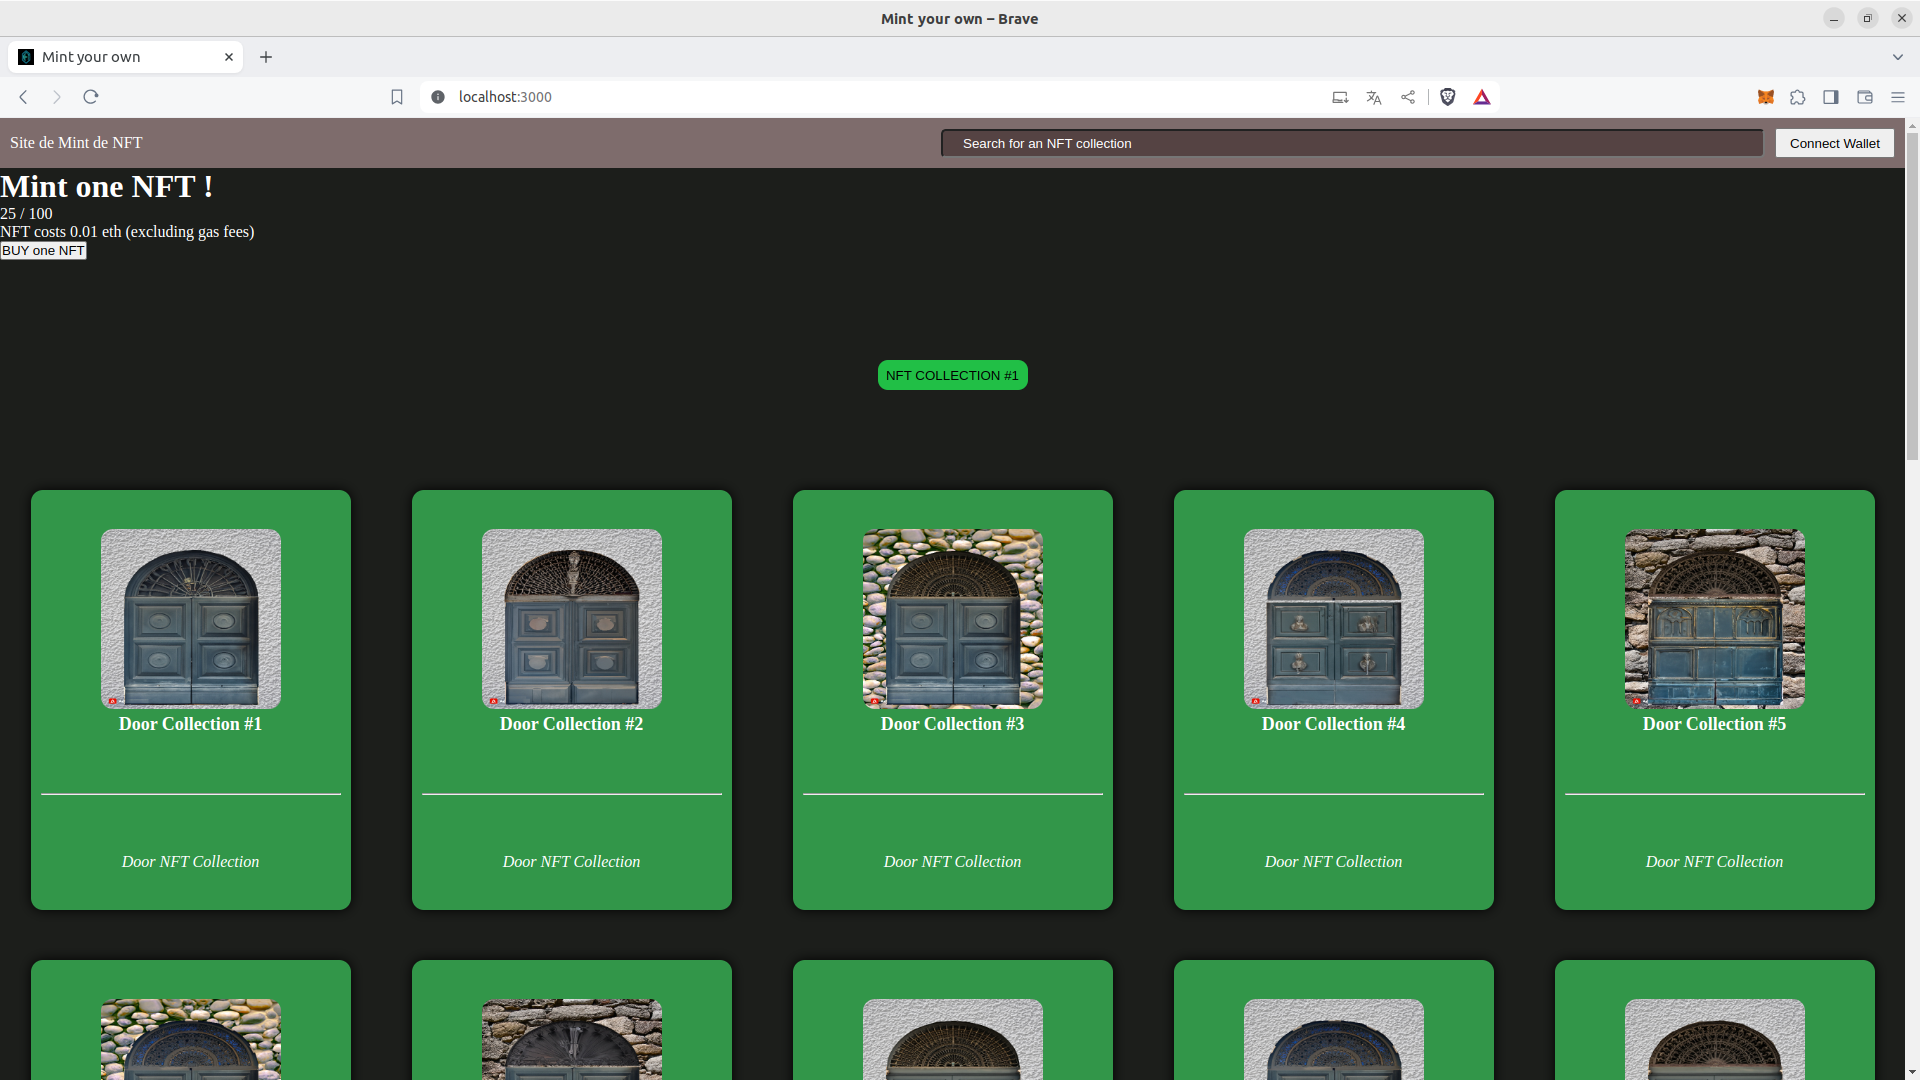 Mint your own – Brave
Mint your own
localhost:3000
Site de Mint de NFT
Search for an NFT collection
Connect Wallet
Mint one NFT !
25 / 100
NFT costs 0.01 eth (excluding gas fees)
BUY one NFT
NFT COLLECTION #1
Door Collection #1
Door Collection #2
Door Collection #3
Door Collection #4
Door Collection #5
Door NFT Collection
Door NFT Collection
Door NFT Collection
Door NFT Collection
Door NFT Collection